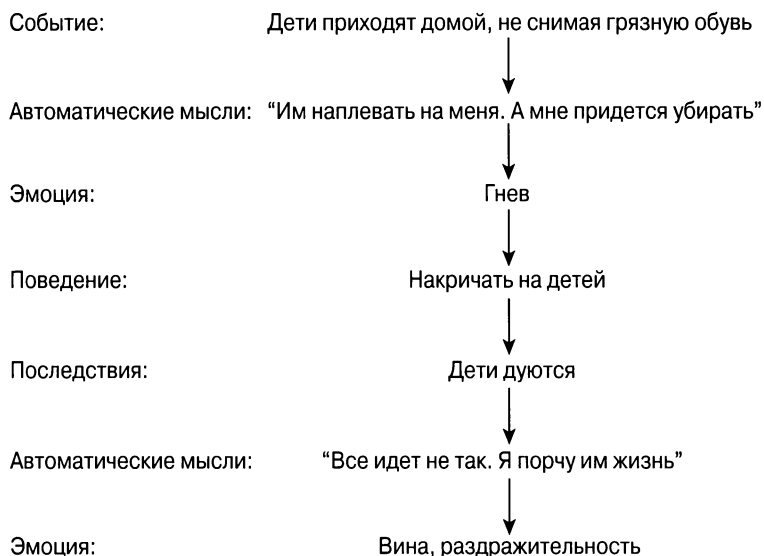 Событие: Дети приходят домой, не снимая грязную обувь
Автоматические мысли: “Им наплевать на меня. А мне придется убирать”
Эмоция: Гнев
Поведение: Накричать на детей
Последствия: Дети дуются
Автоматические мысли: “Все идет не так. Я порчу им жизнь”
Эмоция: Вина, раздражительность